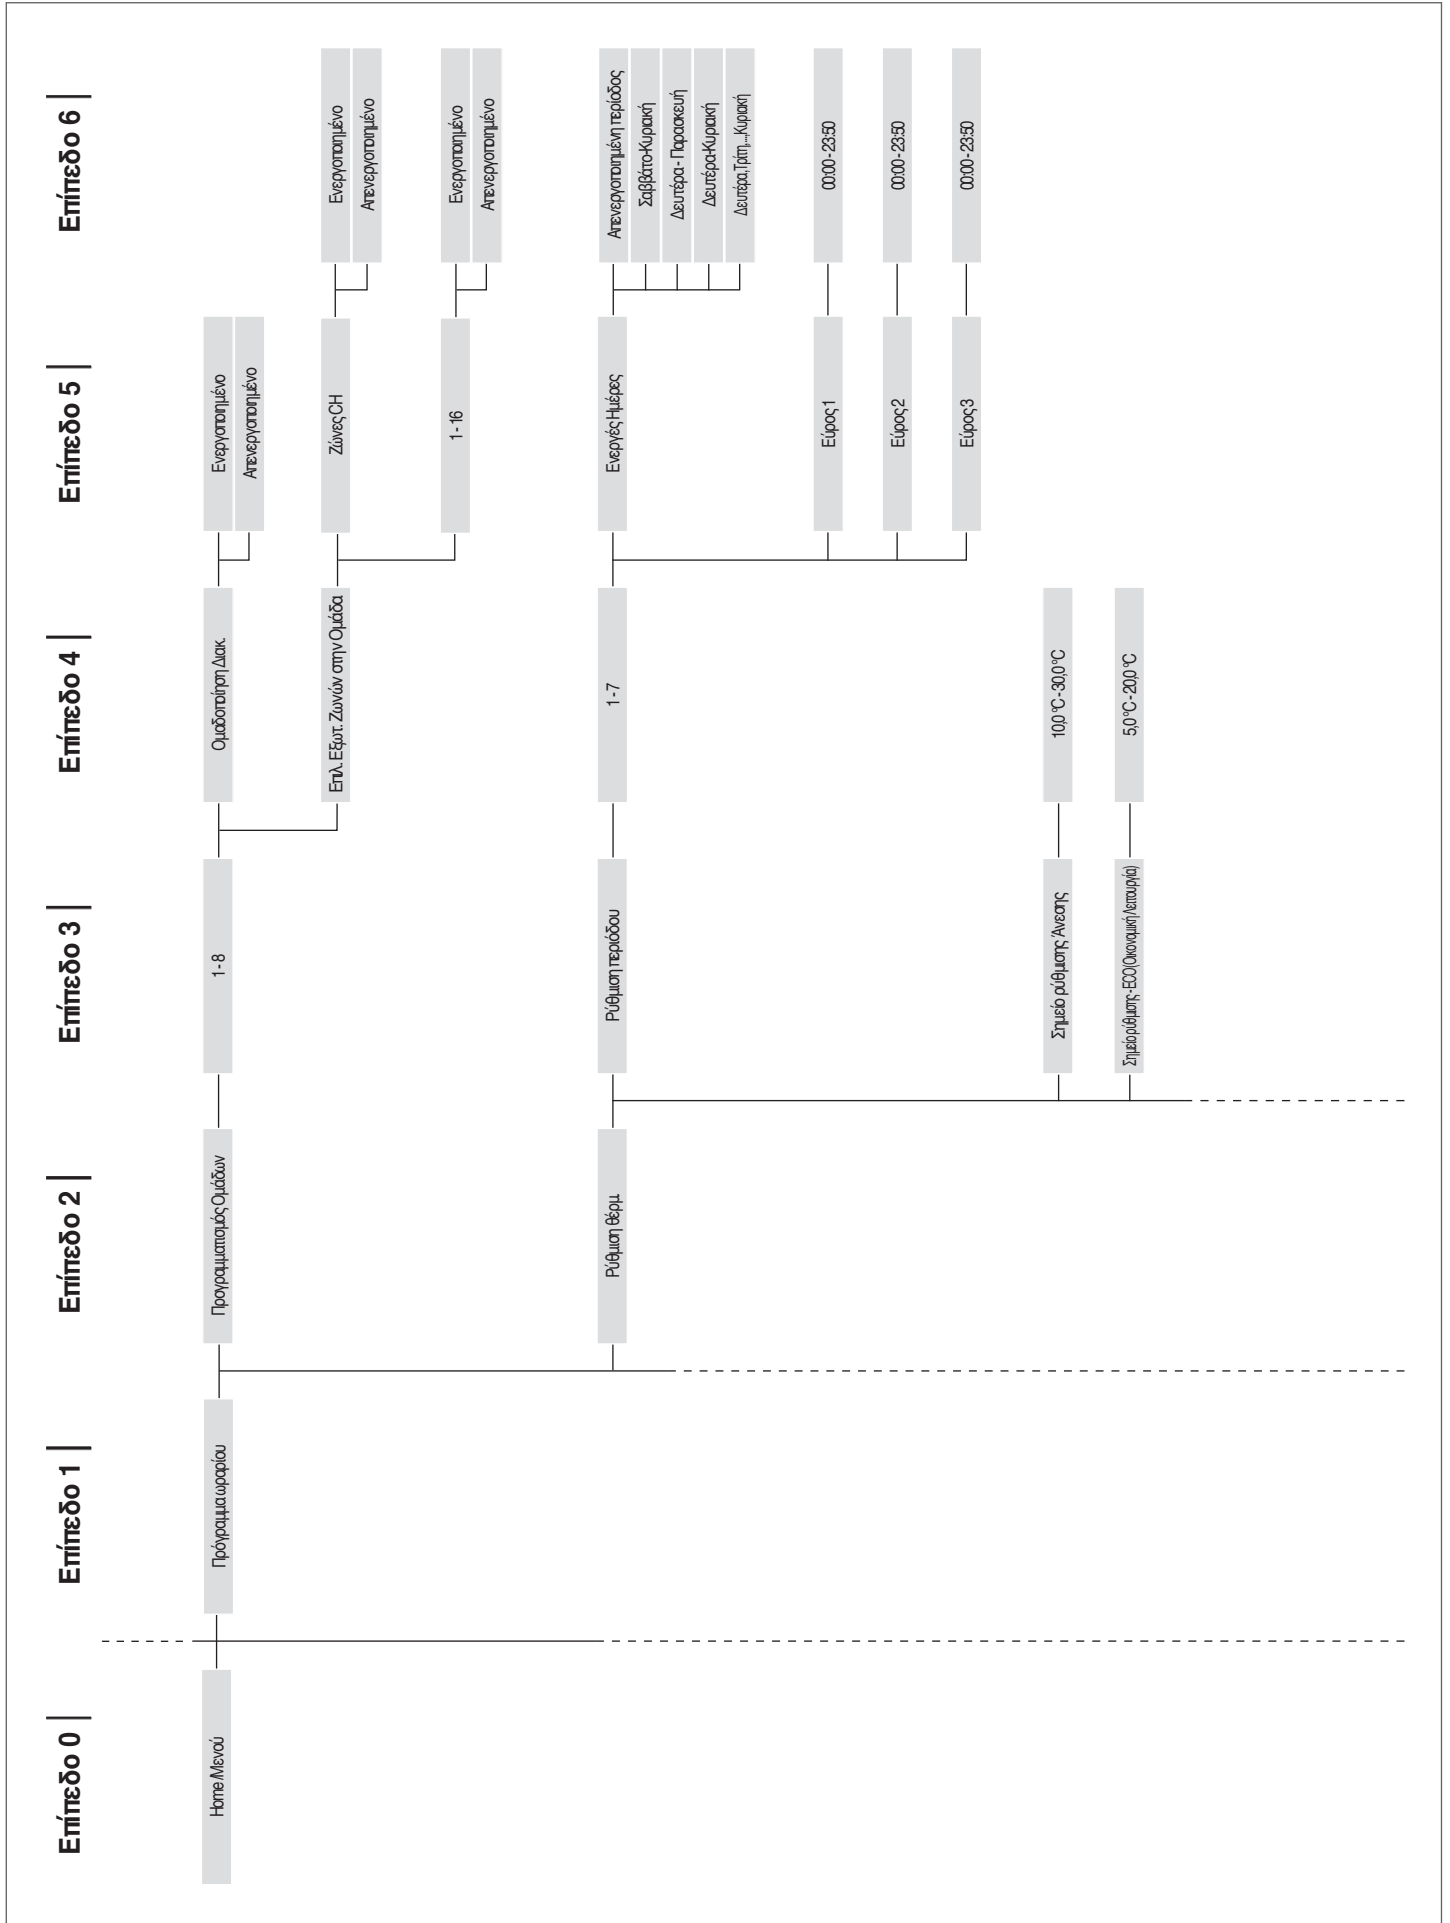 Επίπεδο 0
Επίπεδο 1
Επίπεδο 2
Επίπεδο 3
Επίπεδο 4
Επίπεδο 5
Επίπεδο 6
Home/Μενού
Πρόγραμμα ωραρίου
Προγραμματισμός Ομάδων
1 - 8
Ομαδοποίηση Διακ.
Ενεργοποιημένο
Απενεργοποιημένο
Επιλ. Εξωτ. Ζωνών στην Ομάδα
Ζώνες CH
Ενεργοποιημένο
Απενεργοποιημένο
1 - 16
Ενεργοποιημένο
Απενεργοποιημένο
Ρύθμιση θέρμ.
Ρύθμιση περιόδου
1 - 7
Ενεργές Ημέρες
Απενεργοποιημένη περίοδος
Σαββάτο-Κυριακή
Δευτέρα - Παρασκευή
Δευτέρα-Κυριακή
Δευτέρα, Τρίτη,...,Κυριακή
Εύρος 1
00:00 - 23:50
Εύρος 2
00:00 - 23:50
Εύρος 3
00:00 - 23:50
Σημείο ρύθμισης Άνεσης
10,0 °C - 30,0 °C
Σημείο ρύθμισης - ECO (Οικονομική Λειτουργία)
5,0 °C - 20,0 °C